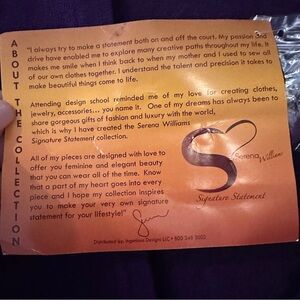 ABOUT THE COLLECTION
"I always try to make a statement both on and off the court. My passion and
drive have enabled me to explore many creative paths throughout my life. It
makes me smile when I think back to when my mother and I used to sew all
of our own clothes together. I understand the talent and precision it takes to
make beautiful things come to life.
Attending design school reminded me of my love for creating clothes,
jewelry, accessories... you name it. One of my dreams has always been to
share gorgeous gifts of fashion and luxury with the world,
which is why I have created the Serena Williams
Signature Statement collection.
All of my pieces are designed with love to
offer you feminine and elegant beauty
that you can wear all of the time. Know
that a part of my heart goes into every
piece and I hope my collection inspires
you to make your very own signature
statement for your lifestyle!"
Serena Williams
Signature Statement
Distributed by: Ingenious Designs LLC • 800 349 3003